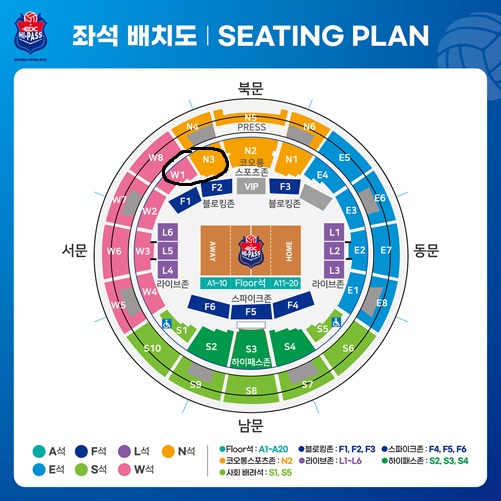 HI-PASS
좌석 배치도 | SEATING PLAN
북문
N4
N5
N6
PRESS
W8
N3
N2
N1
E5
코오롱
스포츠존
W1
E4
W7
F2
VIP
F3
E6
F1
블로킹존
블로킹존
W2
E3
L6
L1
서문
W3
L5
AWAY
HI-PASS
HOME
L2
E2
E7
동문
W6
L4
L3
W4
라이브존
A1-10
Floor석
A11-20
라이브존
E1
W5
스파이크존
E8
F6
F5
F4
S1
S5
S2
S3
S4
하이패스존
S10
S6
S9
S8
S7
남문
A석
F석
L석
N석
E석
S석
W석
Floor석 : A1-A20
블로킹존 : F1, F2, F3
스파이크존 : F4, F5, F6
코오롱스포츠존 : N2
라이브존 : L1~L6
하이패스존 : S2, S3, S4
사회 배려석 : S1, S5